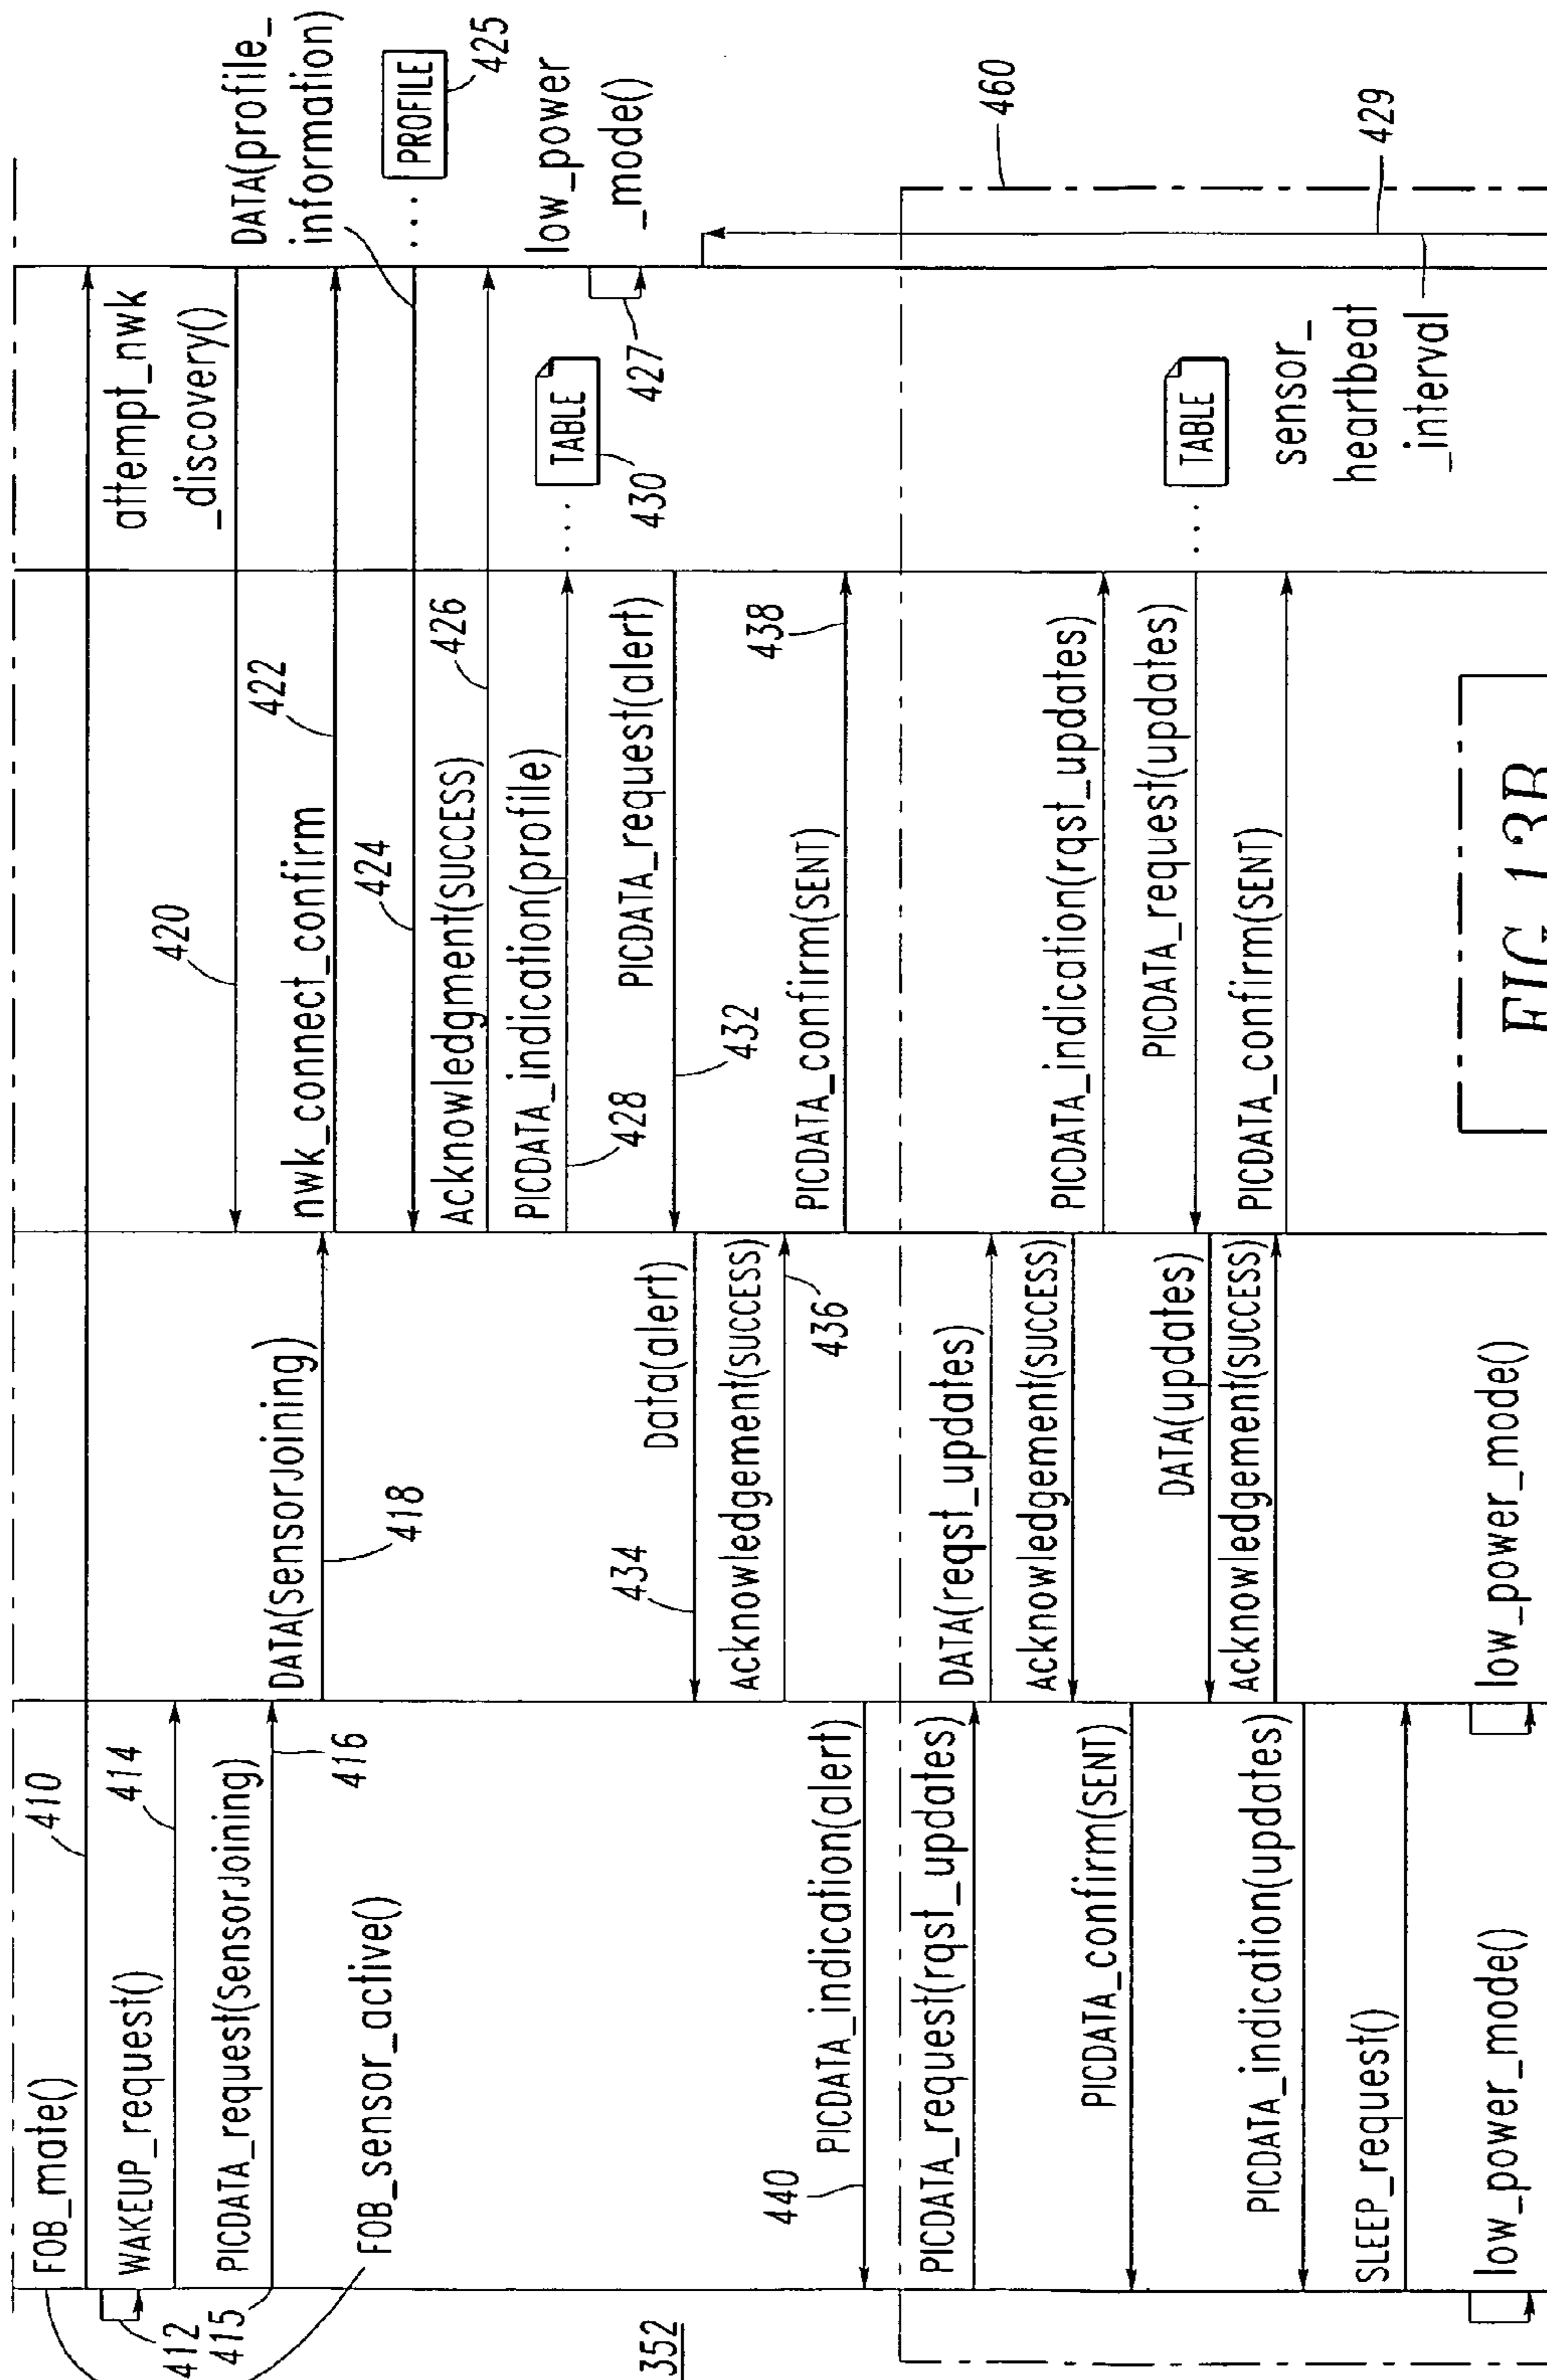 FOB_mate()
410
attempt_nwk
_discovery()
412
WAKEUP_request()
414
415
PICDATA_request(SensorJoining)
416
FOB_sensor_active()
352
DATA(SensorJoining)
418
420
nwk_connect_confirm
422
424
DATA(profile_
information)
PROFILE
425
Acknowledgment(SUCCESS)
426
PICDATA_indication(profile)
428
TABLE
430
low_power
_mode()
427
PICDATA_request(alert)
432
Data(alert)
434
Acknowledgement(SUCCESS)
436
PICDATA_confirm(SENT)
438
440
PICDATA_indication(alert)
460
PICDATA_request(rqst_updates)
DATA(reqst_updates)
Acknowledgement(SUCCESS)
PICDATA_indication(rqst_updates)
PICDATA_confirm(SENT)
PICDATA_request(updates)
TABLE
DATA(updates)
Acknowledgement(SUCCESS)
PICDATA_confirm(SENT)
PICDATA_indication(updates)
SLEEP_request()
sensor_
heartbeat
_interval
429
low_power_mode()
low_power_mode()
FIG. 13B